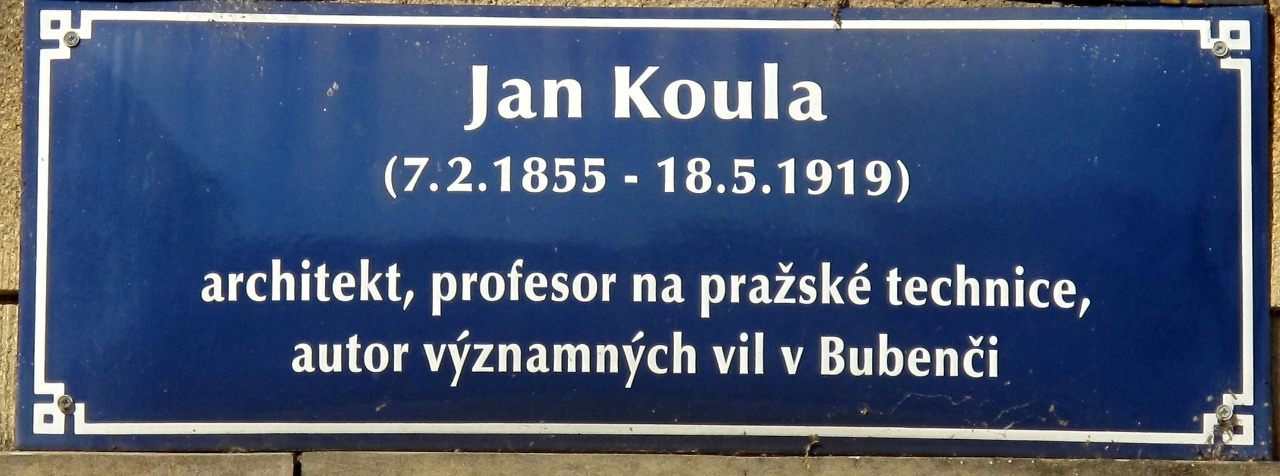 Jan Koula
(7.2.1855 - 18.5.1919)
architekt, profesor na pražské technice,
autor významných vil v Bubenči